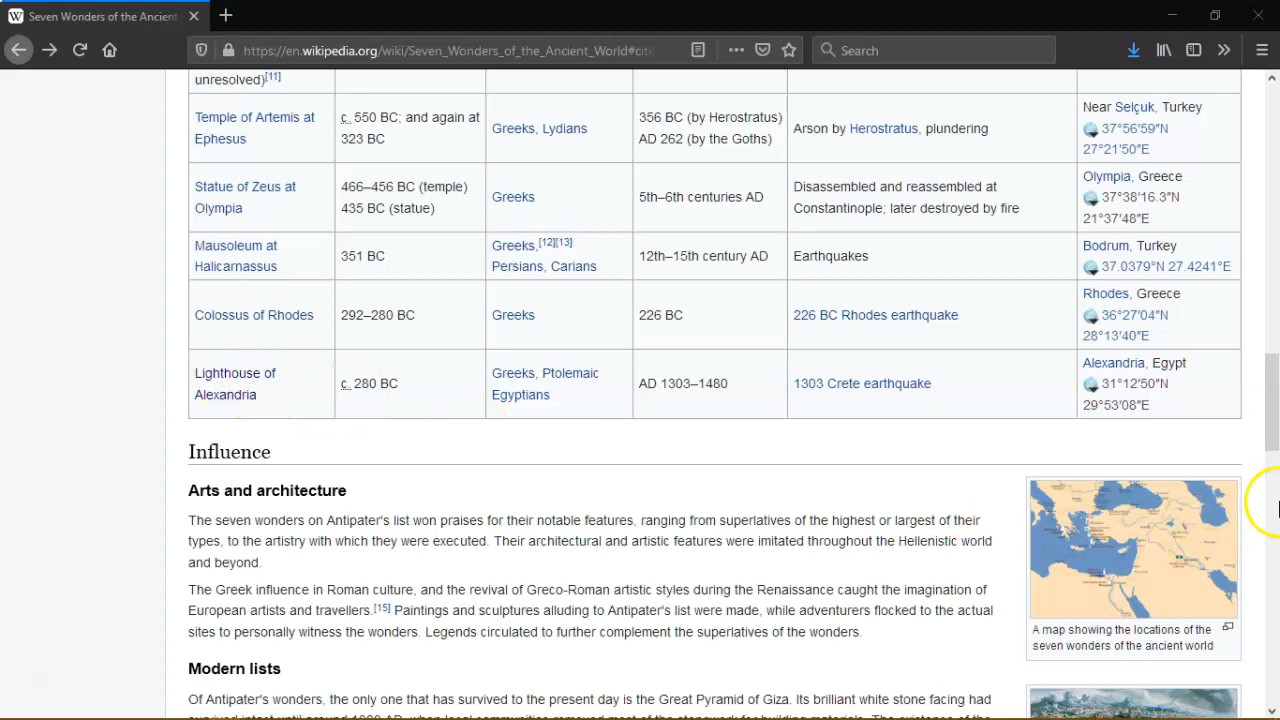 Seven Wonders of the Ancient
https://en.wikipedia.org/wiki/Seven_Wonders_of_the_Ancient_World#cit
Search
unresolved)[11]
Temple of Artemis at
Ephesus
c. 550 BC; and again at
323 BC
Greeks, Lydians
356 BC (by Herostratus)
AD 262 (by the Goths)
Arson by Herostratus, plundering
Near Selçuk, Turkey
37°56′59″N
27°21′50″E
Statue of Zeus at
Olympia
466–456 BC (temple)
435 BC (statue)
Greeks
5th–6th centuries AD
Disassembled and reassembled at
Constantinople; later destroyed by fire
Olympia, Greece
37°38′16.3″N
21°37′48″E
Mausoleum at
Halicarnassus
351 BC
Greeks,[12][13]
Persians, Carians
12th–15th century AD
Earthquakes
Bodrum, Turkey
37.0379°N 27.4241°E
Colossus of Rhodes
292–280 BC
Greeks
226 BC
226 BC Rhodes earthquake
Rhodes, Greece
36°27′04″N
28°13′40″E
Lighthouse of
Alexandria
c. 280 BC
Greeks, Ptolemaic
Egyptians
AD 1303–1480
1303 Crete earthquake
Alexandria, Egypt
31°12′50″N
29°53′08″E
Influence
Arts and architecture
The seven wonders on Antipater's list won praises for their notable features, ranging from superlatives of the highest or largest of their
types, to the artistry with which they were executed. Their architectural and artistic features were imitated throughout the Hellenistic world
and beyond.
The Greek influence in Roman culture, and the revival of Greco-Roman artistic styles during the Renaissance caught the imagination of
European artists and travellers.[15] Paintings and sculptures alluding to Antipater's list were made, while adventurers flocked to the actual
sites to personally witness the wonders. Legends circulated to further complement the superlatives of the wonders.
A map showing the locations of the
seven wonders of the ancient world
Modern lists
Of Antipater's wonders, the only one that has survived to the present day is the Great Pyramid of Giza. Its brilliant white stone facing had